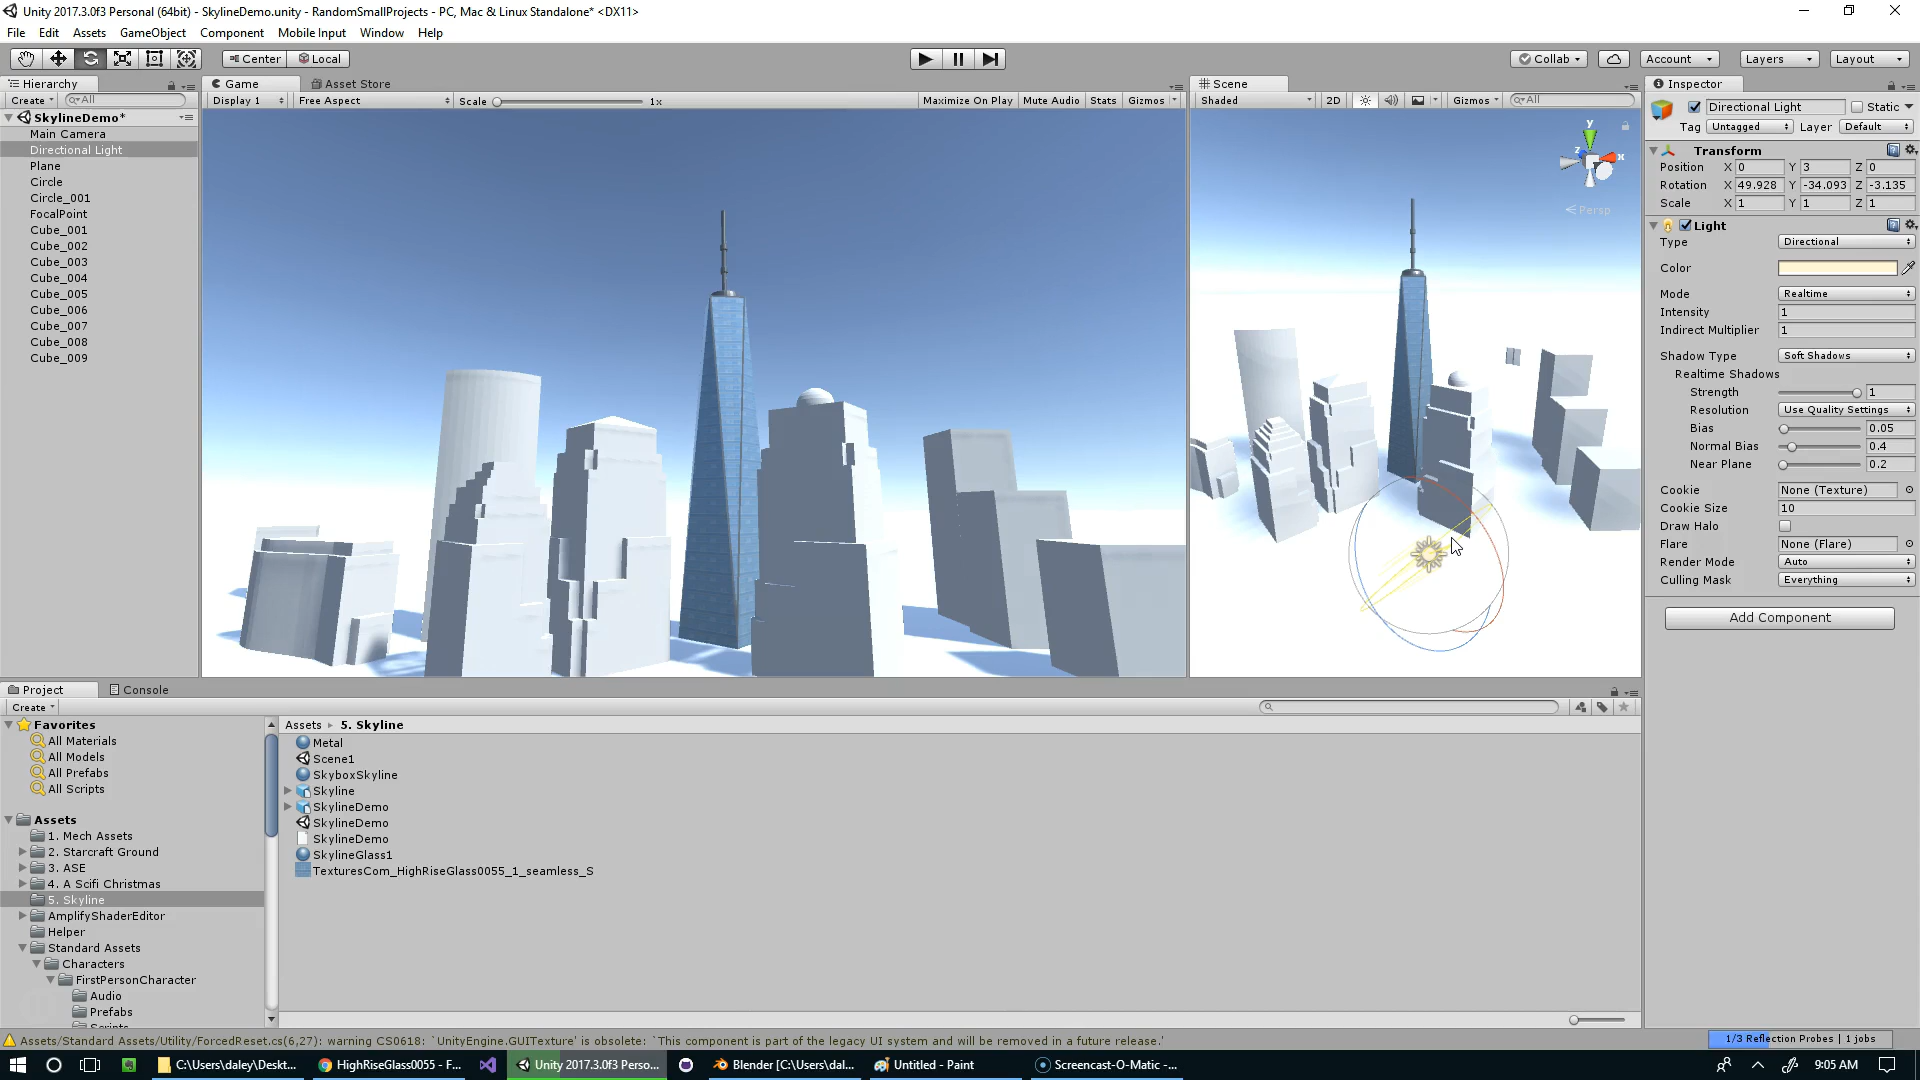 Unity 2017.3.0f3 Personal (64bit) - SkylineDemo.unity - RandomSmallProjects - PC, Mac & Linux Standalone* <DX11>
File Edit Assets GameObject Component Mobile Input Window Help
Center Local Collab Account Layers Layout
Hierarchy
Create All
SkylineDemo*
Main Camera
Directional Light
Plane
Circle
Circle_001
FocalPoint
Cube_001
Cube_002
Cube_003
Cube_004
Cube_005
Cube_006
Cube_007
Cube_008
Cube_009
Game Asset Store
Display 1 Free Aspect Scale 1x Maximize On Play Mute Audio Stats Gizmos
Scene
Shaded 2D Gizmos All
y
z x
Persp
Inspector
Directional Light Static
Tag Untagged Layer Default
Transform
Position X 0 Y 3 Z 0
Rotation X 49.928 Y -34.093 Z -3.135
Scale X 1 Y 1 Z 1
Light
Type Directional
Color
Mode Realtime
Intensity 1
Indirect Multiplier 1
Shadow Type Soft Shadows
Realtime Shadows
Strength 1
Resolution Use Quality Settings
Bias 0.05
Normal Bias 0.4
Near Plane 0.2
Cookie None (Texture)
Cookie Size 10
Draw Halo
Flare None (Flare)
Render Mode Auto
Culling Mask Everything
Add Component
Project Console
Create
Favorites
All Materials
All Models
All Prefabs
All Scripts
Assets
1. Mech Assets
2. Starcraft Ground
3. ASE
4. A Scifi Christmas
5. Skyline
AmplifyShaderEditor
Helper
Standard Assets
Characters
FirstPersonCharacter
Audio
Prefabs
Scripts
Assets 5. Skyline
Metal
Scene1
SkyboxSkyline
Skyline
SkylineDemo
SkylineDemo
SkylineDemo
SkylineGlass1
TexturesCom_HighRiseGlass0055_1_seamless_S
Assets/Standard Assets/Utility/ForcedReset.cs(6,27): warning CS0618: `UnityEngine.GUITexture' is obsolete: `This component is part of the legacy UI system and will be removed in a future release.'
1/3 Reflection Probes | 1 jobs
C:\Users\daley\Deskt... HighRiseGlass0055 - F... Unity 2017.3.0f3 Perso... Blender [C:\Users\dal... Untitled - Paint Screencast-O-Matic -... 9:05 AM